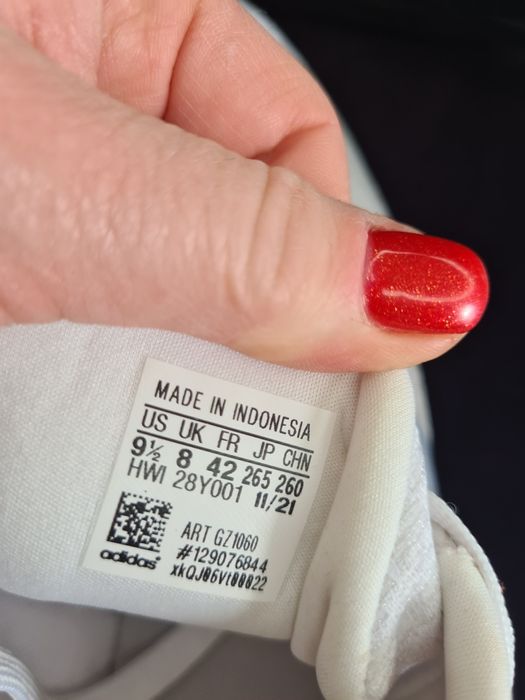 MADE IN INDONESIA
US UK FR JP CHN
9½ 8 42 265 260
HWI 28Y001 11/21
ART GZ1060
#129076844
xkQJ06Vt00022
adidas